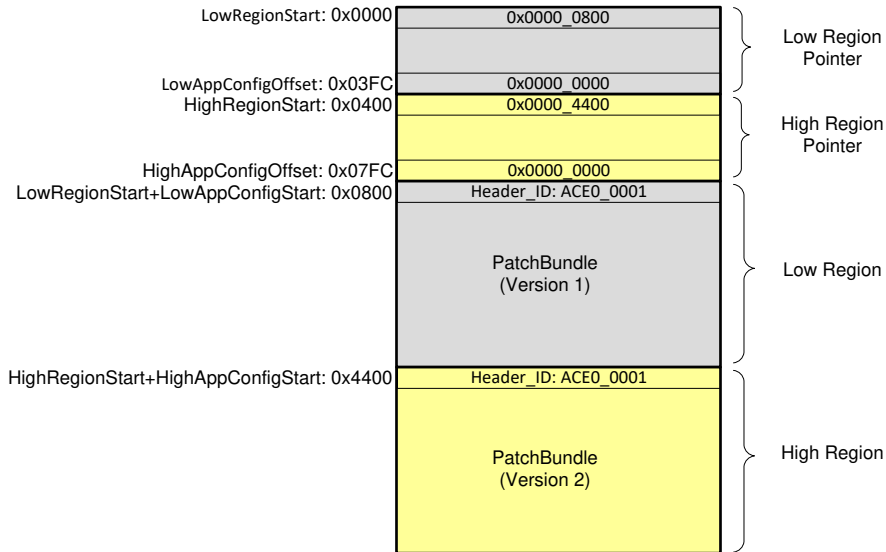 LowRegionStart: 0x0000
0x0000_0800
Low Region
Pointer
LowAppConfigOffset: 0x03FC
0x0000_0000
HighRegionStart: 0x0400
0x0000_4400
High Region
Pointer
HighAppConfigOffset: 0x07FC
0x0000_0000
LowRegionStart+LowAppConfigStart: 0x0800
Header_ID: ACE0_0001
PatchBundle
(Version 1)
Low Region
HighRegionStart+HighAppConfigStart: 0x4400
Header_ID: ACE0_0001
PatchBundle
(Version 2)
High Region